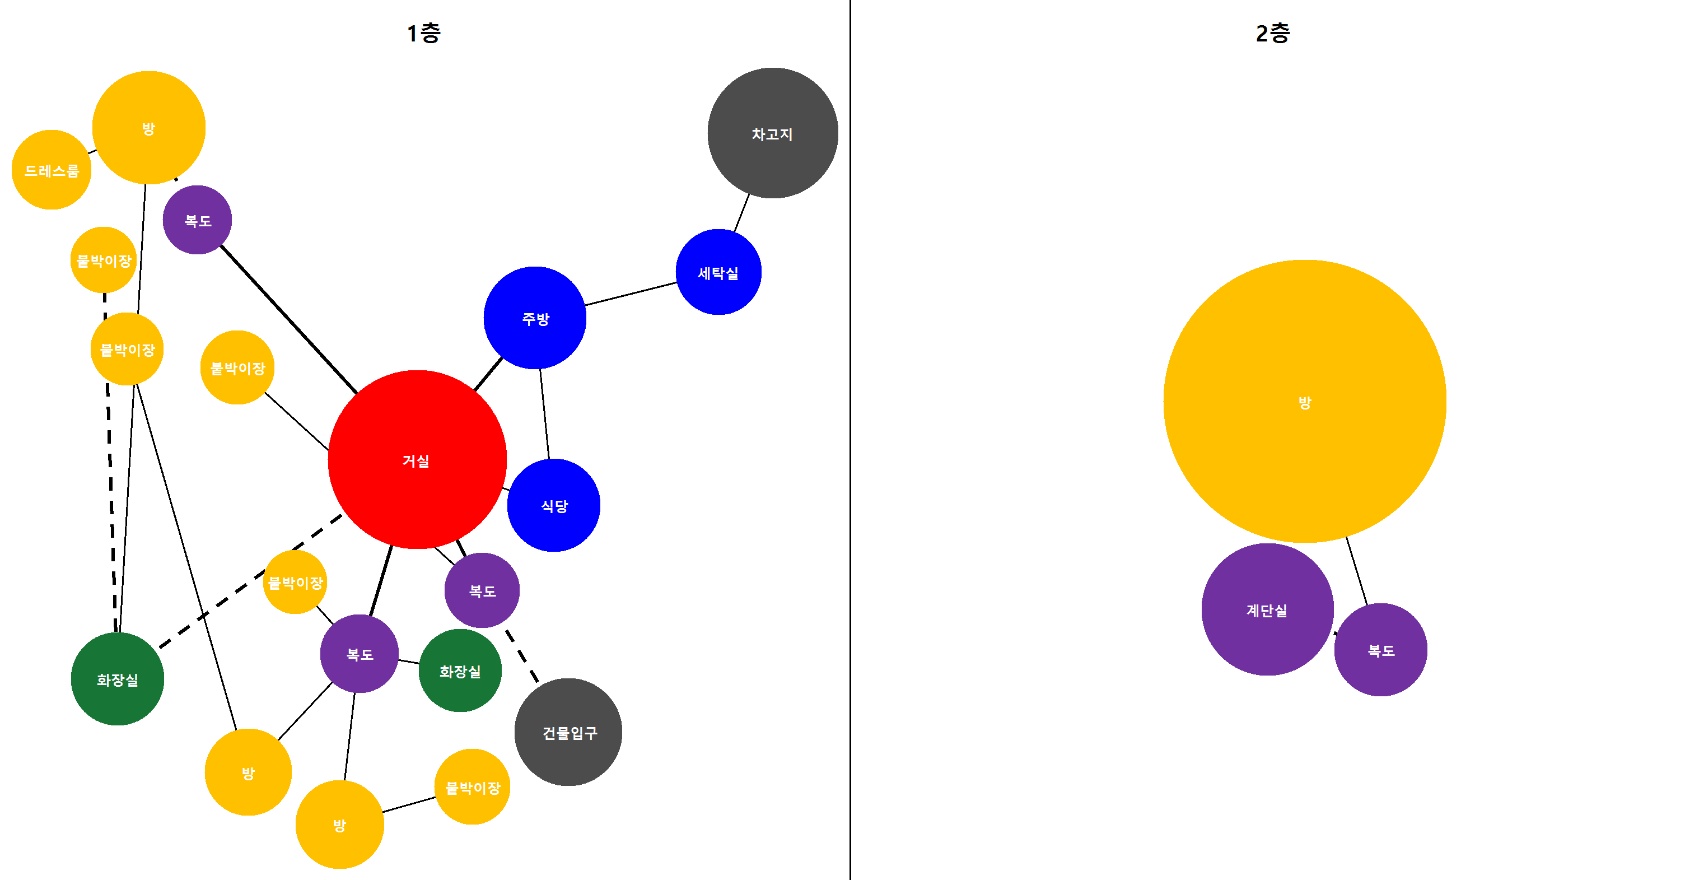 1층
2층
방
차고지
드레스룸
복도
붙박이장
세탁실
주방
붙박이장
붙박이장
방
거실
식당
붙박이장
복도
계단실
복도
복도
화장실
화장실
건물입구
방
붙박이장
방